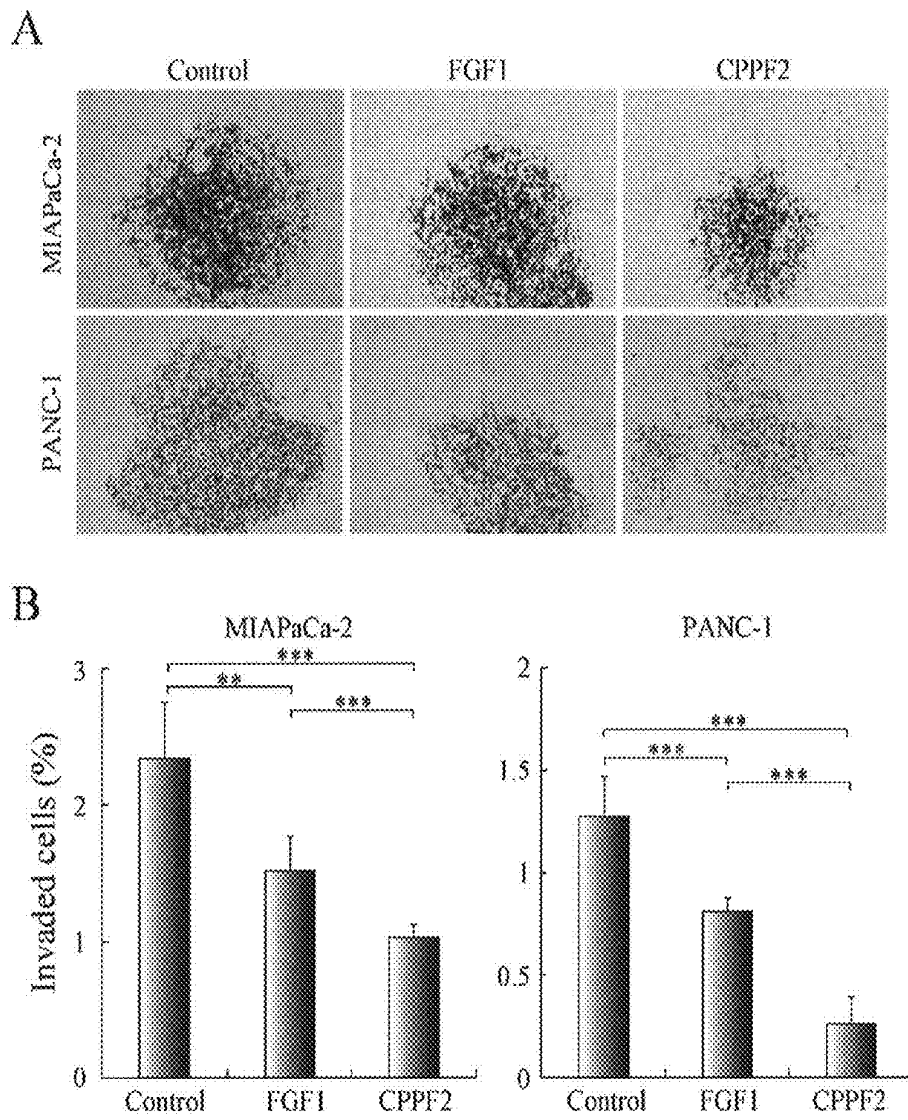 A
Control FGF1 CPPF2
MIAPaCa-2
PANC-1
B
MIAPaCa-2 PANC-1
Invaded cells (%)
3
2
1
0
***
**
***
Control FGF1 CPPF2
2
1.5
1
0.5
0
***
***
***
Control FGF1 CPPF2